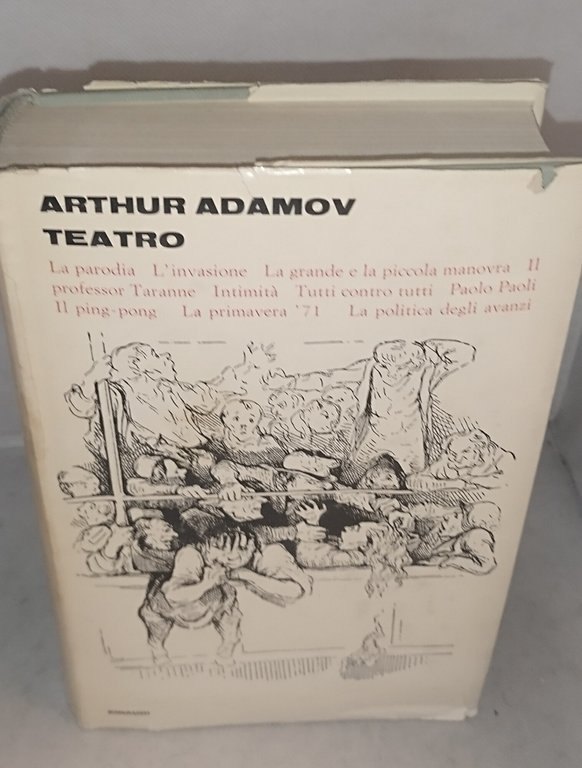 ARTHUR ADAMOV
TEATRO
La parodia L'invasione La grande e la piccola manovra Il
professor Taranne Intimità Tutti contro tutti Paolo Paoli
Il ping-pong La primavera '71 La politica degli avanzi